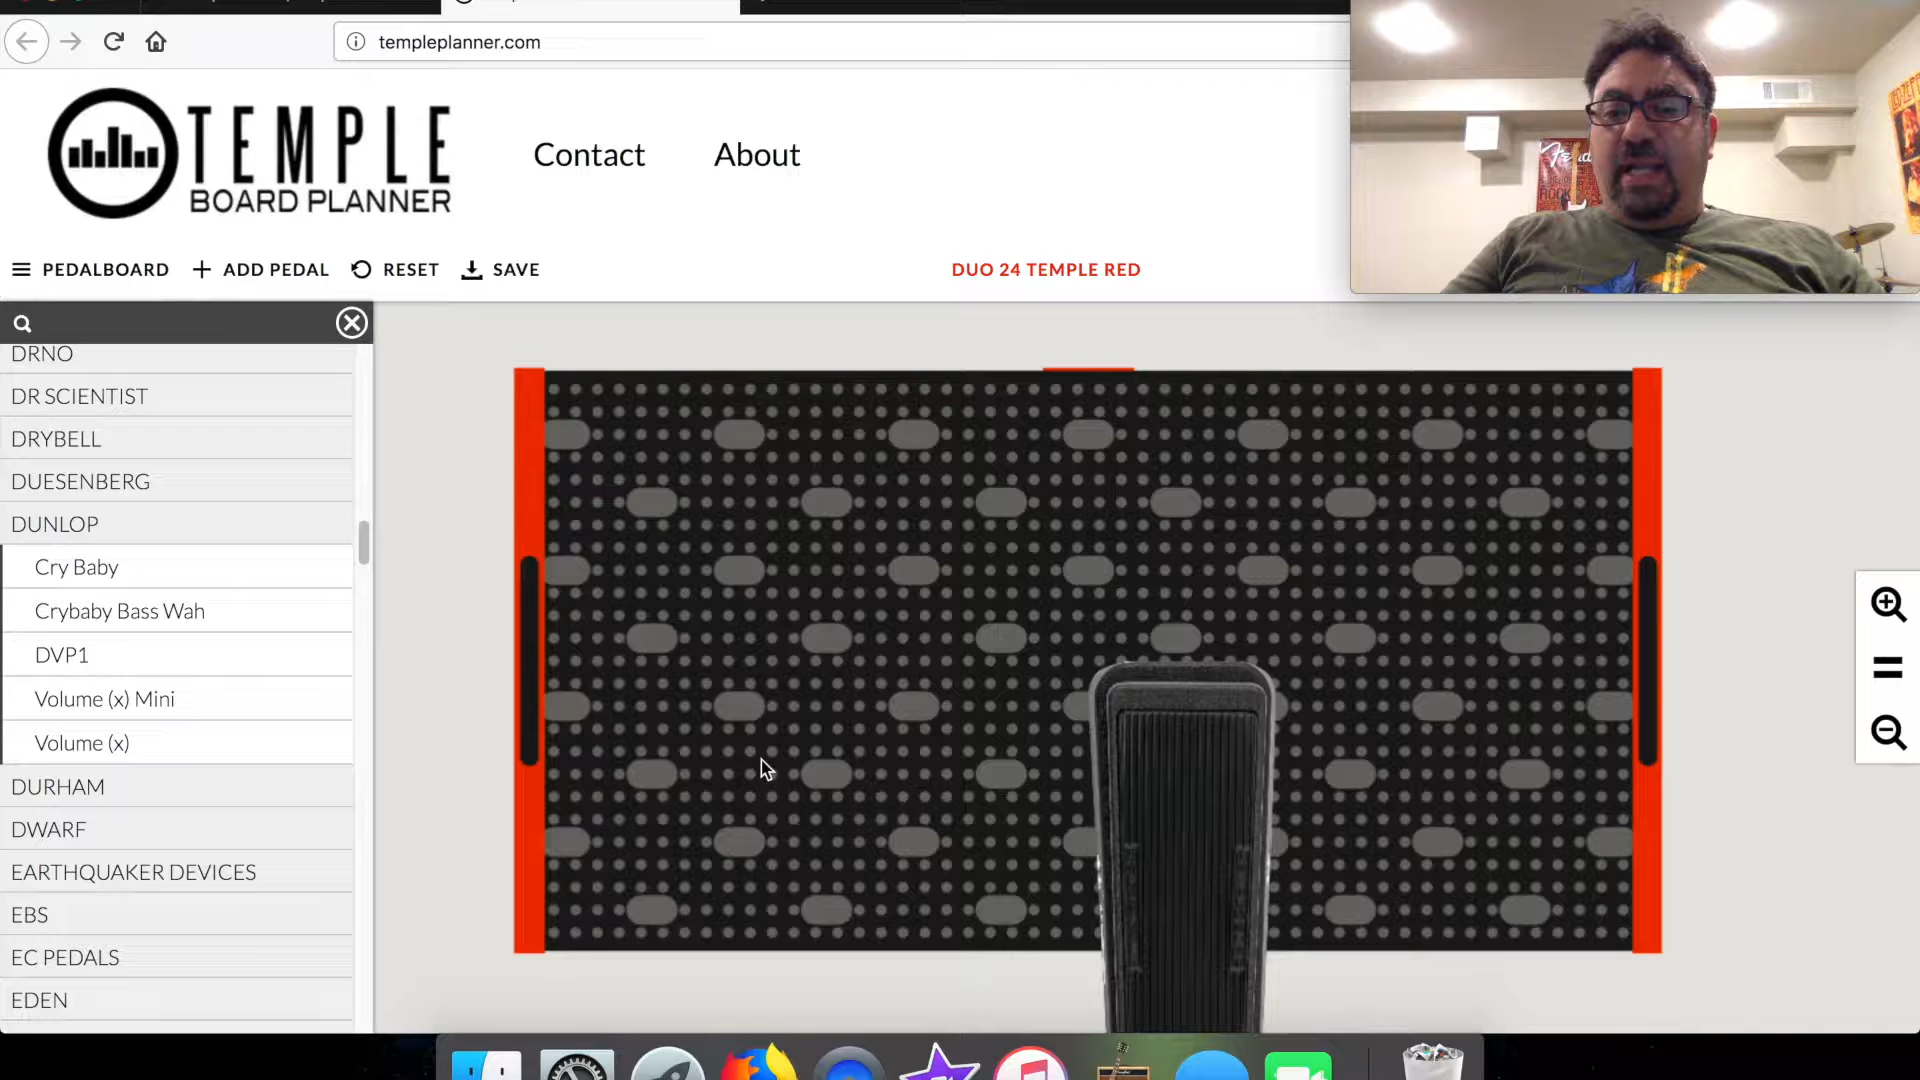 templeplanner.com
TEMPLE
BOARD PLANNER
Contact
About
PEDALBOARD
ADD PEDAL
RESET
SAVE
DUO 24 TEMPLE RED
DRNO
DR SCIENTIST
DRYBELL
DUESENBERG
DUNLOP
Cry Baby
Crybaby Bass Wah
DVP1
Volume (x) Mini
Volume (x)
DURHAM
DWARF
EARTHQUAKER DEVICES
EBS
EC PEDALS
EDEN
Fender